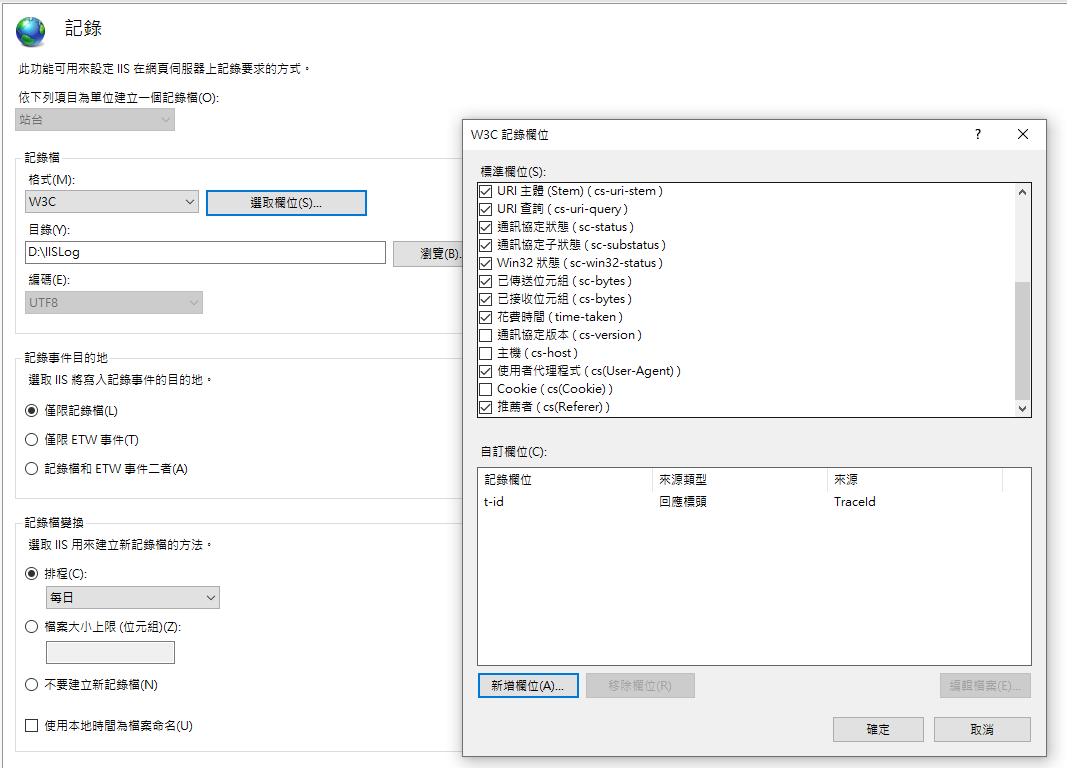 記錄
此功能可用來設定 IIS 在網頁伺服器上記錄要求的方式。
依下列項目為單位建立一個記錄檔(O):
站台
記錄檔
格式(M):
W3C
選取欄位(S)...
目錄(Y):
D:\IISLog
瀏覽(B)..
編碼(E):
UTF8
記錄事件目的地
選取 IIS 將寫入記錄事件的目的地。
僅限記錄檔(L)
僅限 ETW 事件(T)
記錄檔和 ETW 事件二者(A)
記錄檔變換
選取 IIS 用來建立新記錄檔的方法。
排程(C):
每日
檔案大小上限 (位元組)(Z):
不要建立新記錄檔(N)
使用本地時間為檔案命名(U)
W3C 記錄欄位
?
標準欄位(S):
URI 主體 (Stem) ( cs-uri-stem )
URI 查詢 ( cs-uri-query )
通訊協定狀態 ( sc-status )
通訊協定子狀態 ( sc-substatus )
Win32 狀態 ( sc-win32-status )
已傳送位元組 ( sc-bytes )
已接收位元組 ( cs-bytes )
花費時間 ( time-taken )
通訊協定版本 ( cs-version )
主機 ( cs-host )
使用者代理程式 ( cs(User-Agent) )
Cookie ( cs(Cookie) )
推薦者 ( cs(Referer) )
自訂欄位(C):
記錄欄位 來源類型 來源
t-id 回應標頭 TraceId
新增欄位(A)... 移除欄位(R) 編輯檔案(E)...
確定 取消